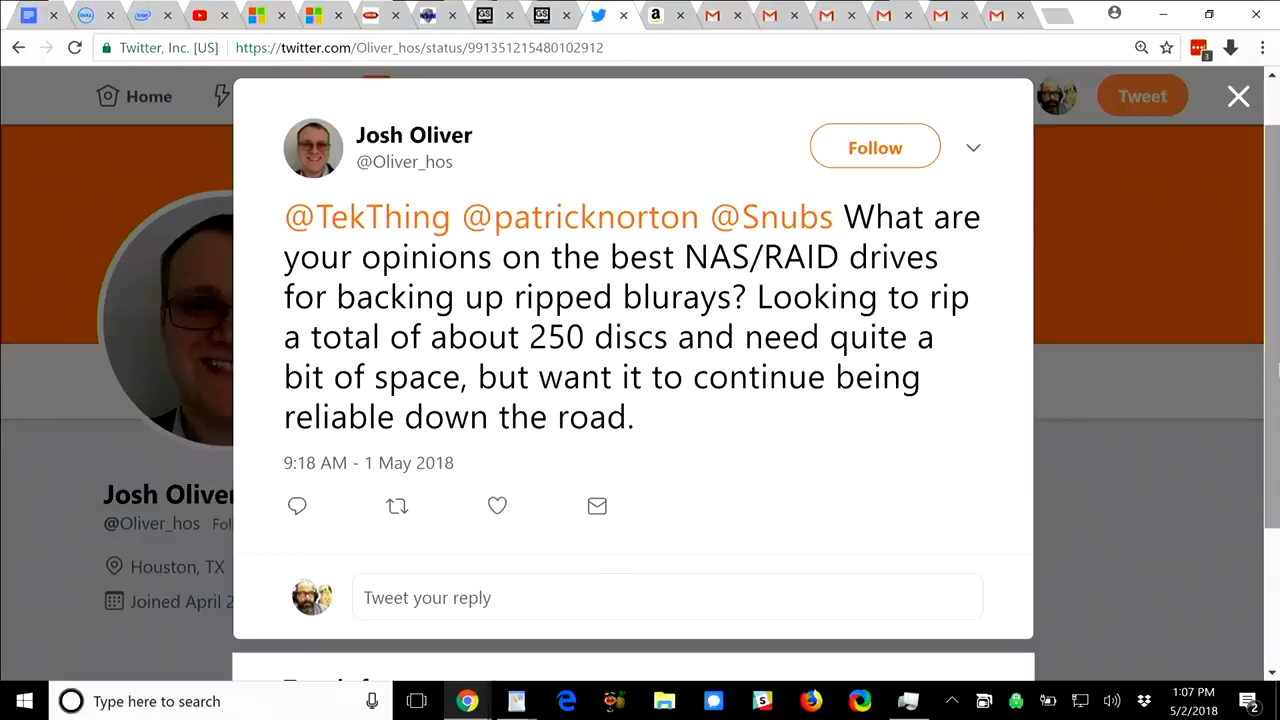 Twitter, Inc. [US]
https://twitter.com/Oliver_hos/status/991351215480102912
3
Home
Tweet
Josh Oliver
@Oliver_hos
Follow
@TekThing @patricknorton @Snubs What are
your opinions on the best NAS/RAID drives
for backing up ripped blurays? Looking to rip
a total of about 250 discs and need quite a
bit of space, but want it to continue being
reliable down the road.
9:18 AM - 1 May 2018
Tweet your reply
Josh Oliver
@Oliver_hos
Houston, TX
Joined April 2
Type here to search
1:07 PM
5/2/2018
2